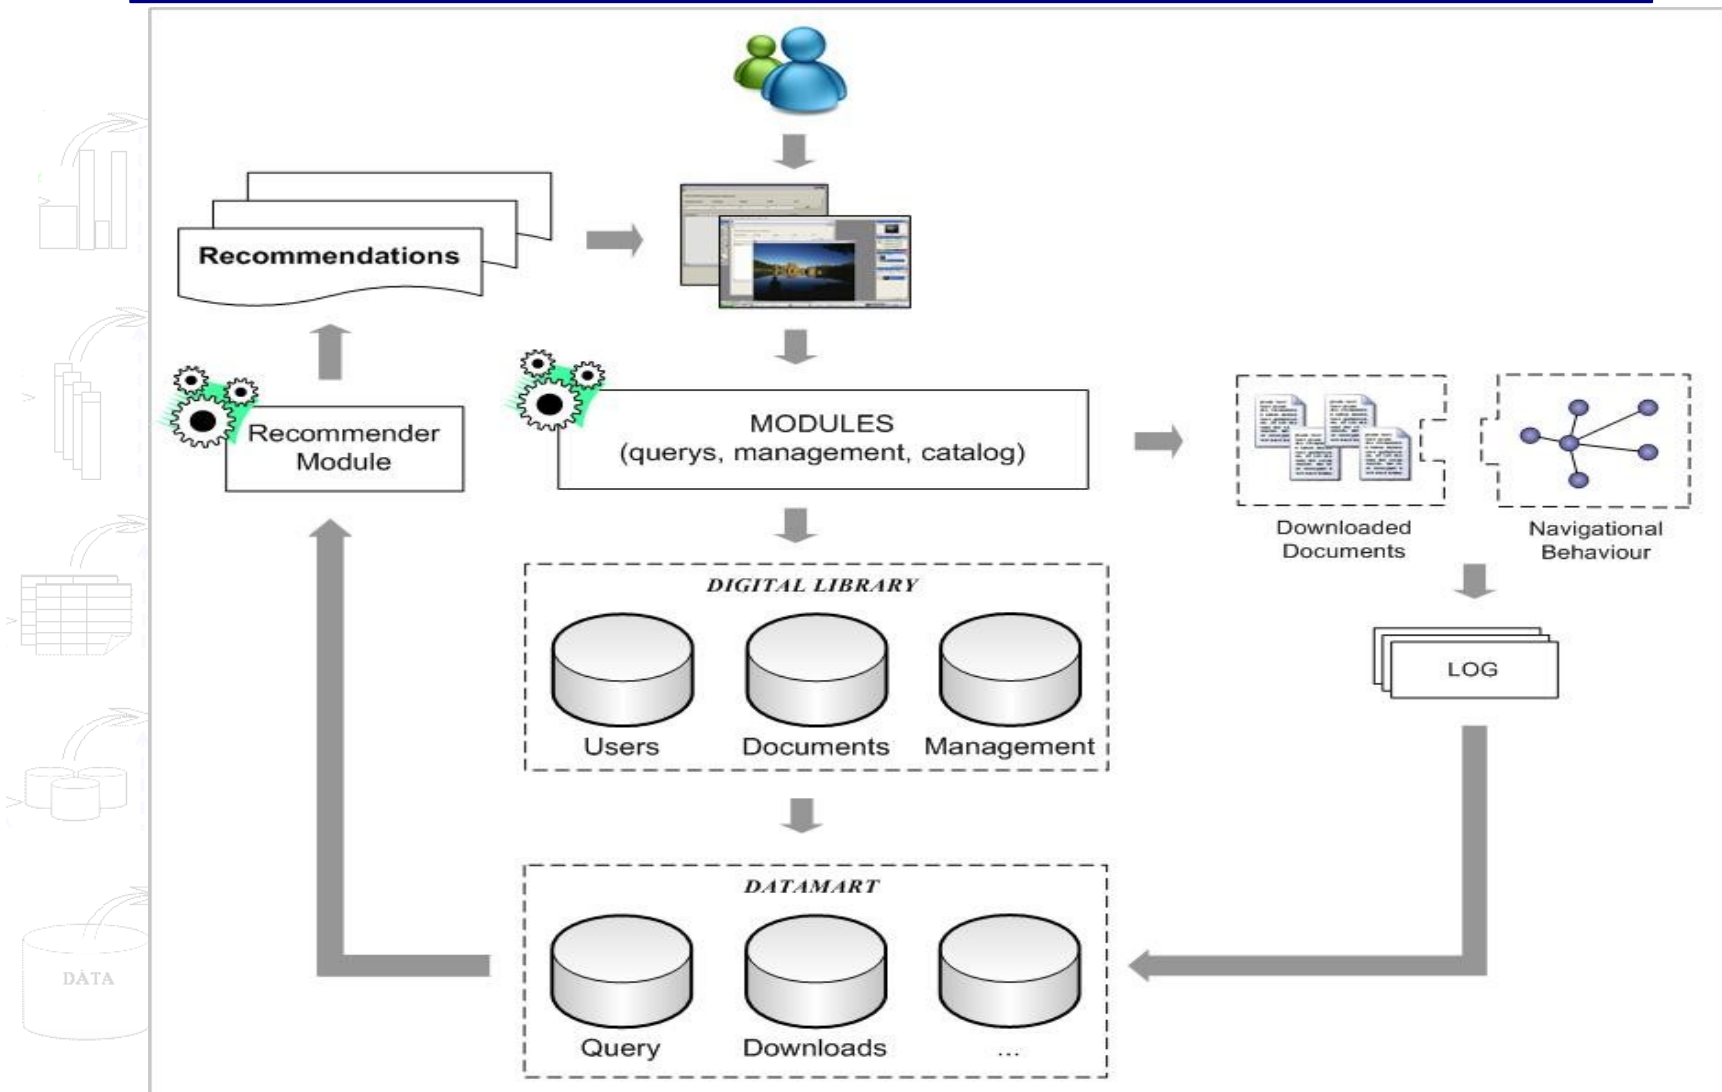 Recommendations
Recommender
Module
MODULES
(querys, management, catalog)
Downloaded
Documents
Navigational
Behaviour
DIGITAL LIBRARY
Users
Documents
Management
LOG
DATAMART
Query
Downloads
...
DATA